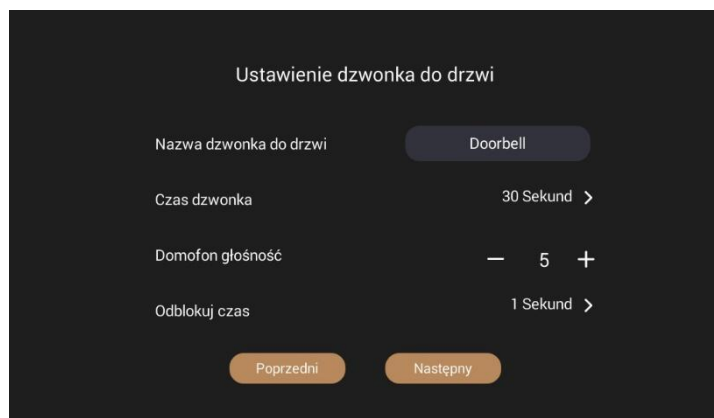 Ustawienie dzwonka do drzwi
Nazwa dzwonka do drzwi Doorbell
Czas dzwonka 30 Sekund >
Domofon głośność − 5 +
Odblokuj czas 1 Sekund >
Poprzedni Następny